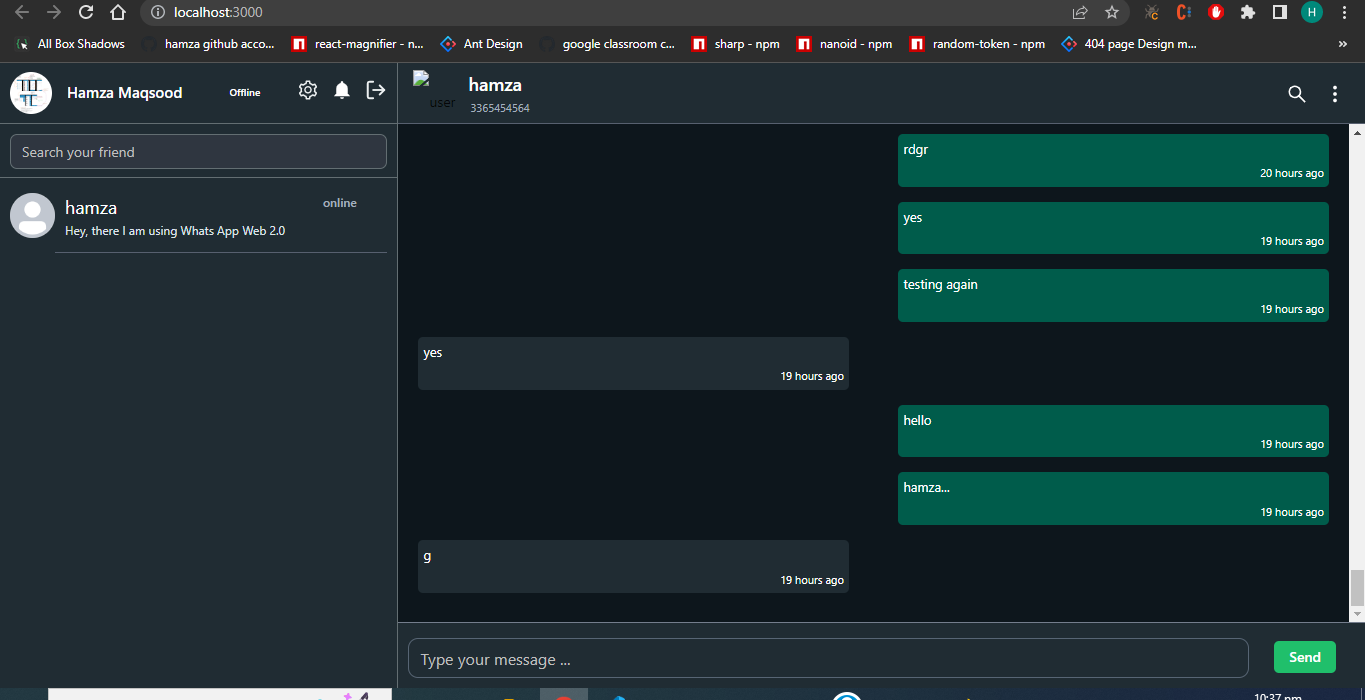 localhost:3000
H
All Box Shadows
hamza github acco...
react-magnifier - n...
Ant Design
google classroom c...
sharp - npm
nanoid - npm
random-token - npm
404 page Design m...
»
Hamza Maqsood
Offline
user
hamza
3365454564
Search your friend
hamza
online
Hey, there I am using Whats App Web 2.0
rdgr
20 hours ago
yes
19 hours ago
testing again
19 hours ago
yes
19 hours ago
hello
19 hours ago
hamza...
19 hours ago
g
19 hours ago
Type your message ...
Send
10:37 pm